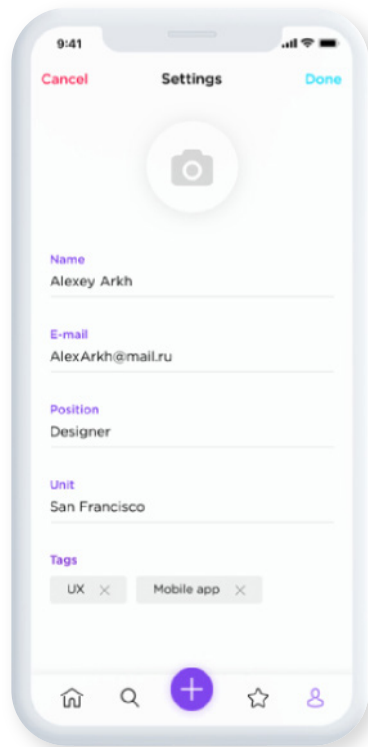 9:41
Cancel Settings Done
Name
Alexey Arkh
E-mail
AlexArkh@mail.ru
Position
Designer
Unit
San Francisco
Tags
UX Mobile app